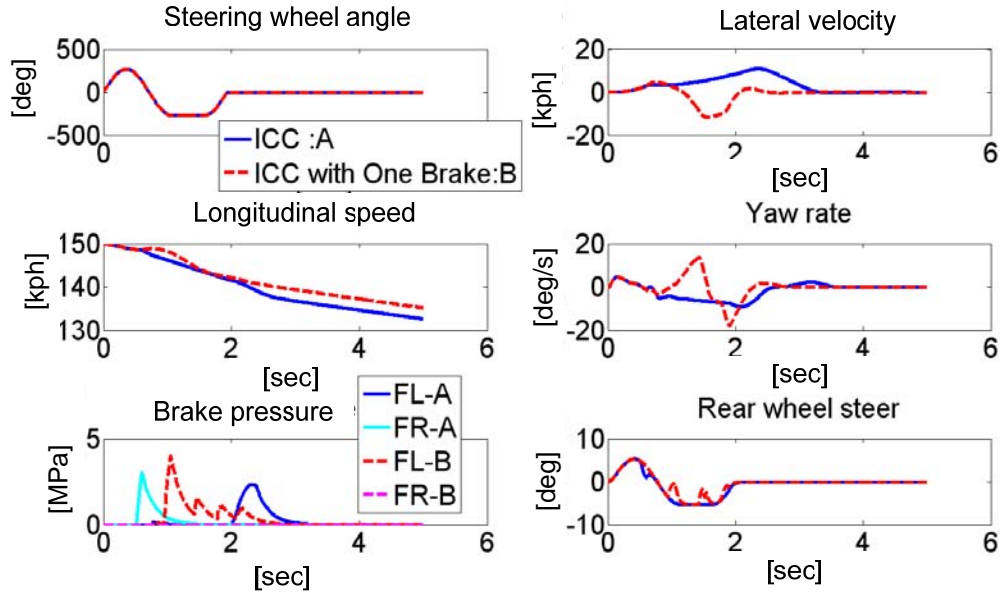 Steering wheel angle
[deg]
500
0
-500
0
ICC :A
ICC with One Brake:B
Lateral velocity
[kph]
20
0
-20
0 2 4 6
[sec]
Longitudinal speed
[kph]
150
140
130
0 2 4 6
[sec]
Yaw rate
[deg/s]
20
0
-20
0 2 4 6
[sec]
Brake pressure
[MPa]
5
0
0 2 4 6
[sec]
FL-A
FR-A
FL-B
FR-B
Rear wheel steer
[deg]
10
0
-10
0 2 4 6
[sec]